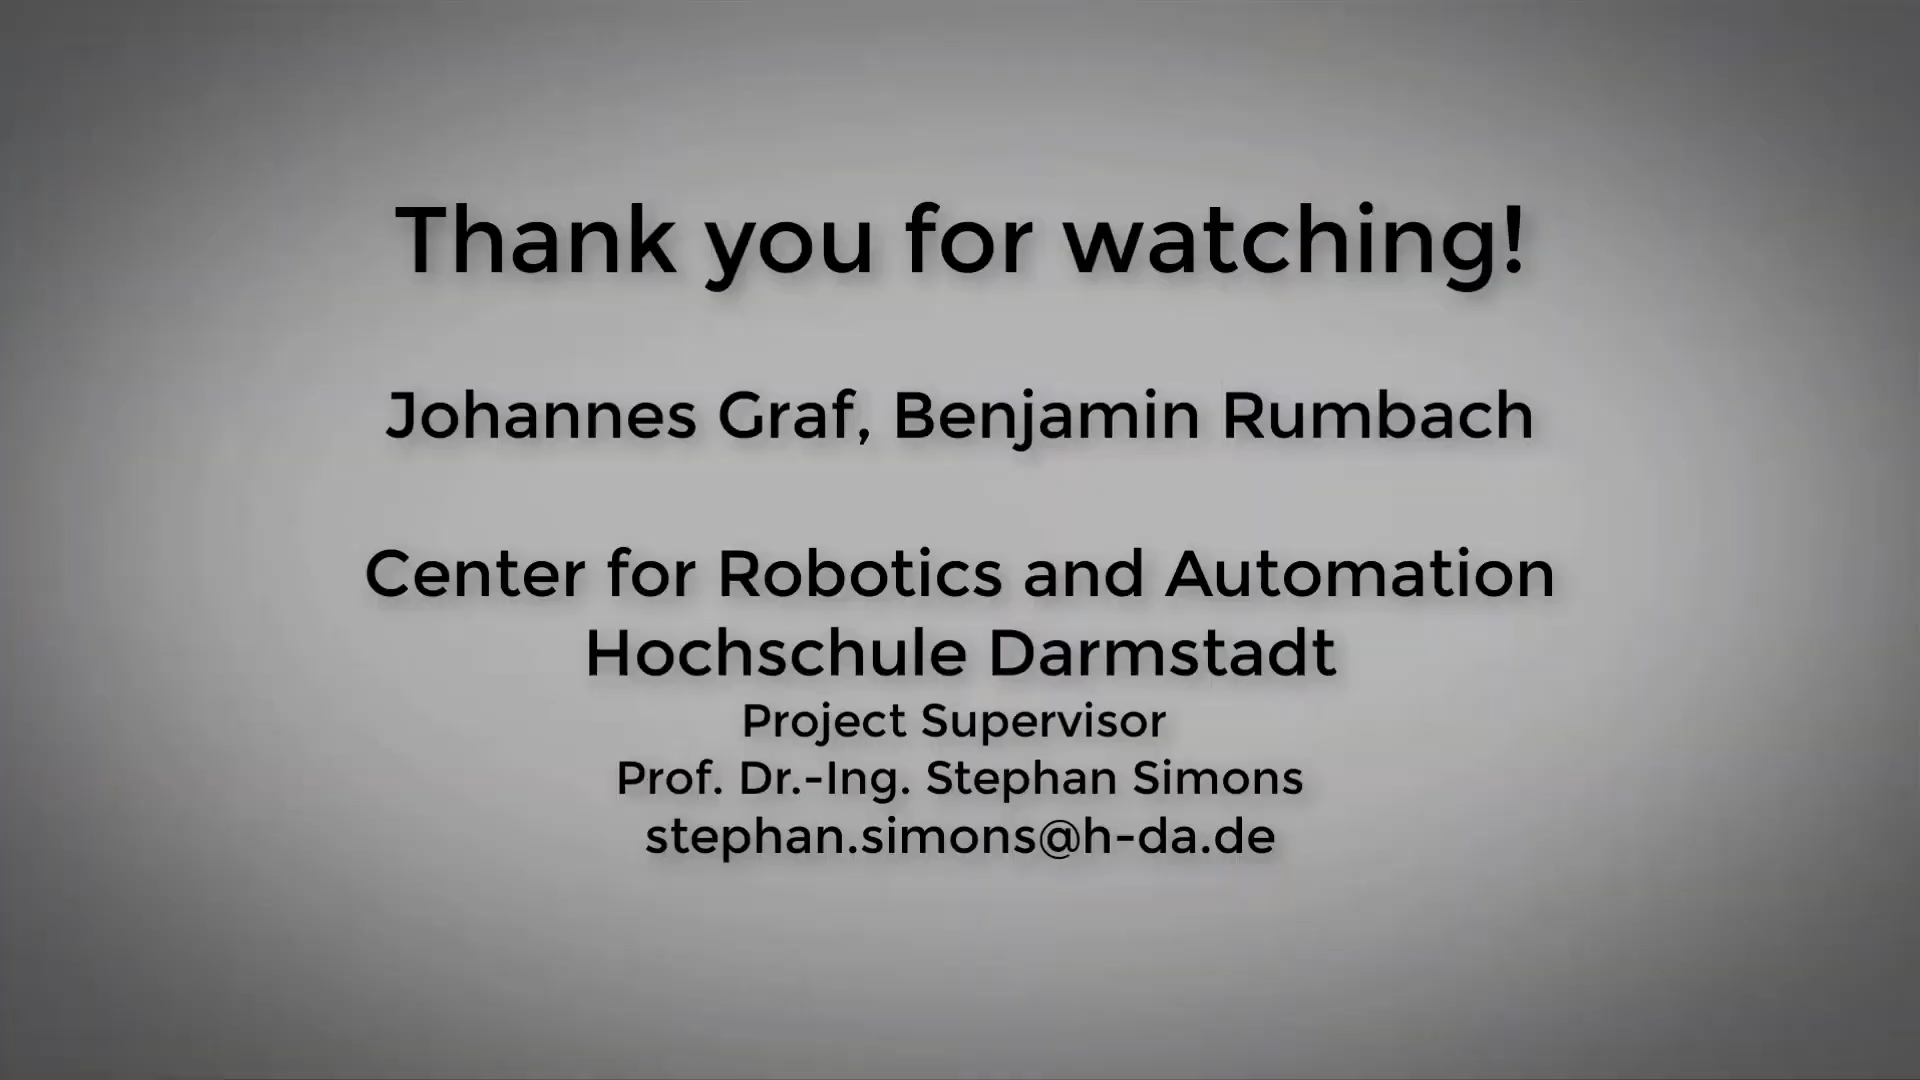 Thank you for watching!
Johannes Graf, Benjamin Rumbach
Center for Robotics and Automation
Hochschule Darmstadt
Project Supervisor
Prof. Dr.-Ing. Stephan Simons
stephan.simons@h-da.de